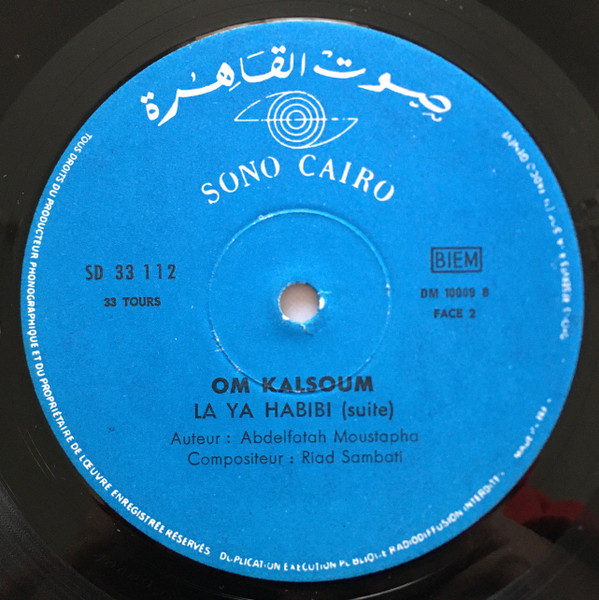 صوت القاهرة
SONO CAIRO
SD 33 112
33 TOURS
BIEM
DM 10009 B
FACE 2
OM KALSOUM
LA YA HABIBI (suite)
Auteur : Abdelfatah Moustapha
Compositeur : Riad Sambati
TOUS DROITS DU PRODUCTEUR PHONOGRAPHIQUE ET DU PROPRIÉTAIRE DE L'ŒUVRE ENREGISTRÉE RÉSERVÉS
DUPLICATION EXÉCUTION PUBLIQUE RADIODIFFUSION INTERDITE